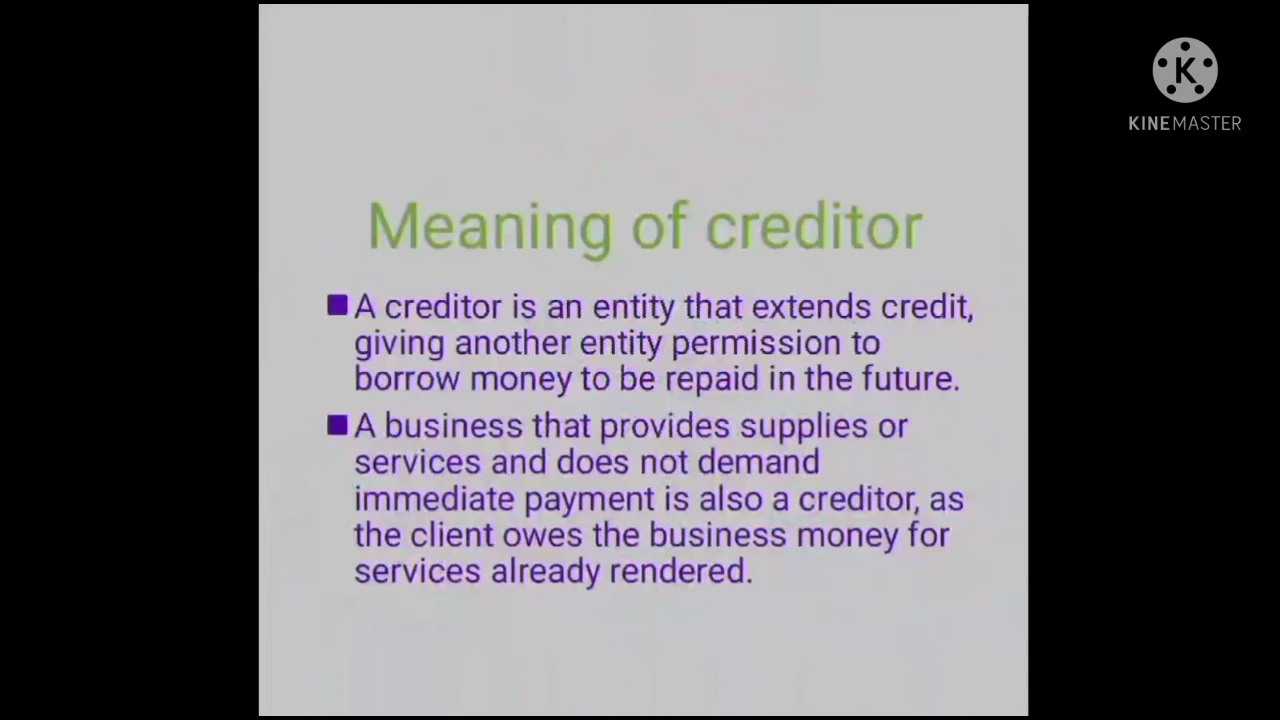 K
KINEMASTER
Meaning of creditor
A creditor is an entity that extends credit,
giving another entity permission to
borrow money to be repaid in the future.
A business that provides supplies or
services and does not demand
immediate payment is also a creditor, as
the client owes the business money for
services already rendered.